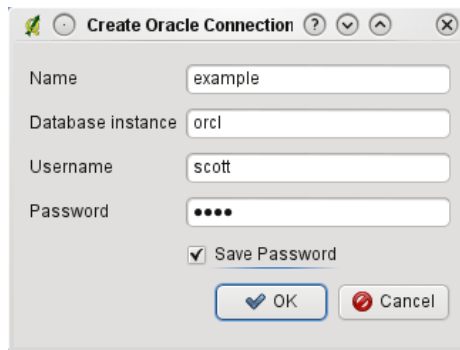 Create Oracle Connection
Name example
Database instance orcl
Username scott
Password ••••
Save Password
OK Cancel